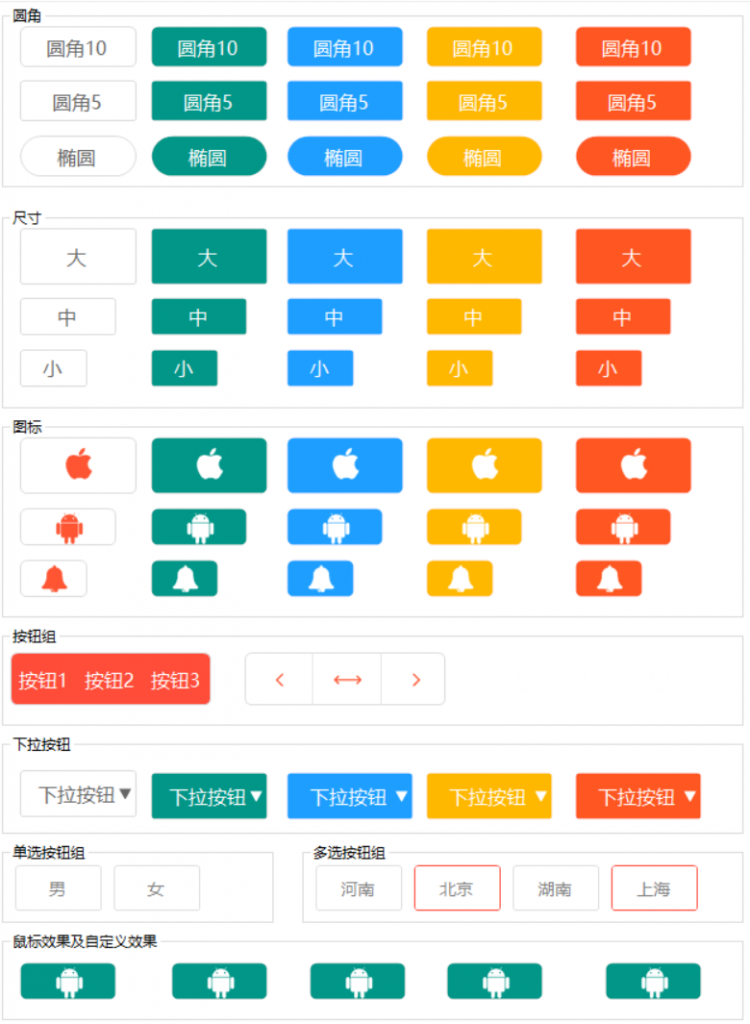 圆角
圆角10 圆角10 圆角10 圆角10 圆角10
圆角5 圆角5 圆角5 圆角5 圆角5
椭圆 椭圆 椭圆 椭圆 椭圆
尺寸
大 大 大 大 大
中 中 中 中 中
小 小 小 小 小
图标
按钮组
按钮1 按钮2 按钮3
下拉按钮
下拉按钮 下拉按钮 下拉按钮 下拉按钮 下拉按钮
单选按钮组 多选按钮组
男 女 河南 北京 湖南 上海
鼠标效果及自定义效果